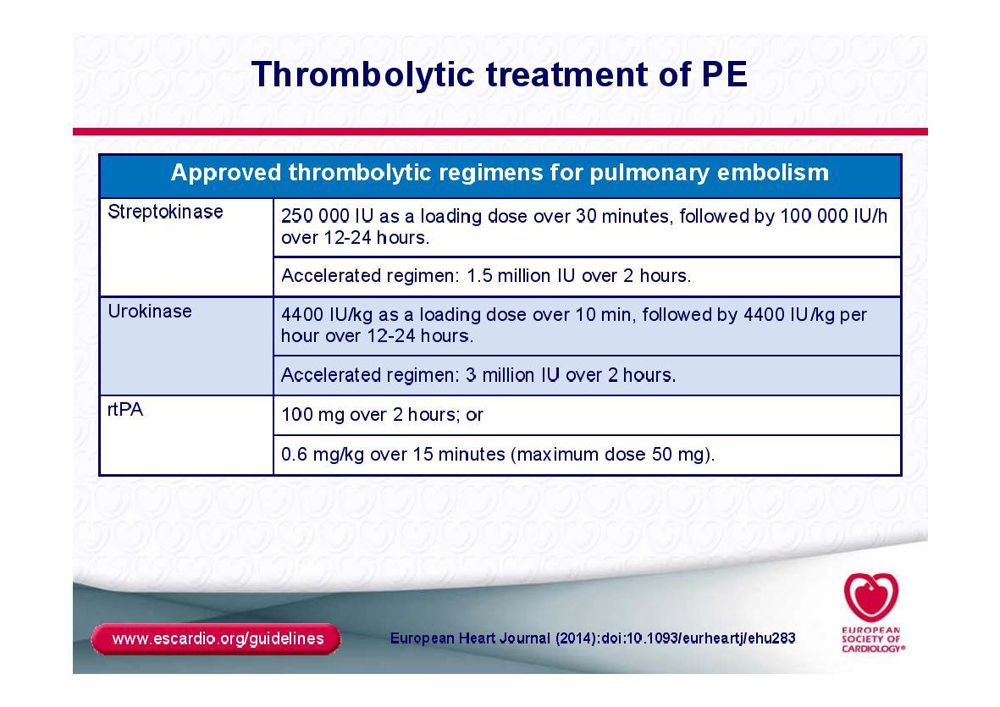 Thrombolytic treatment of PE
Approved thrombolytic regimens for pulmonary embolism
Streptokinase
250 000 IU as a loading dose over 30 minutes, followed by 100 000 IU/h
over 12-24 hours.
Accelerated regimen: 1.5 million IU over 2 hours.
Urokinase
4400 IU/kg as a loading dose over 10 min, followed by 4400 IU/kg per
hour over 12-24 hours.
Accelerated regimen: 3 million IU over 2 hours.
rtPA
100 mg over 2 hours; or
0.6 mg/kg over 15 minutes (maximum dose 50 mg).
www.escardio.org/guidelines
European Heart Journal (2014):doi:10.1093/eurheartj/ehu283
EUROPEAN
SOCIETY OF
CARDIOLOGY®